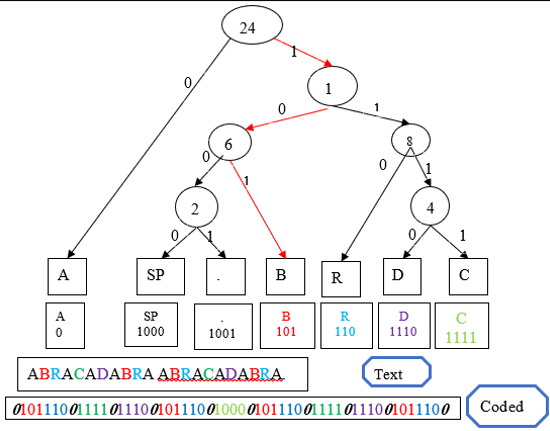 24
0 1
1
0 1
6 8
0 1 0 1
2 4
0 1 0 1
A SP . B R D C
A SP . B R D C
0 1000 1001 101 110 1110 1111
ABRACADABRA ABRACADABRA Text
010111001111011100101110010000101110011110111001011100 Coded